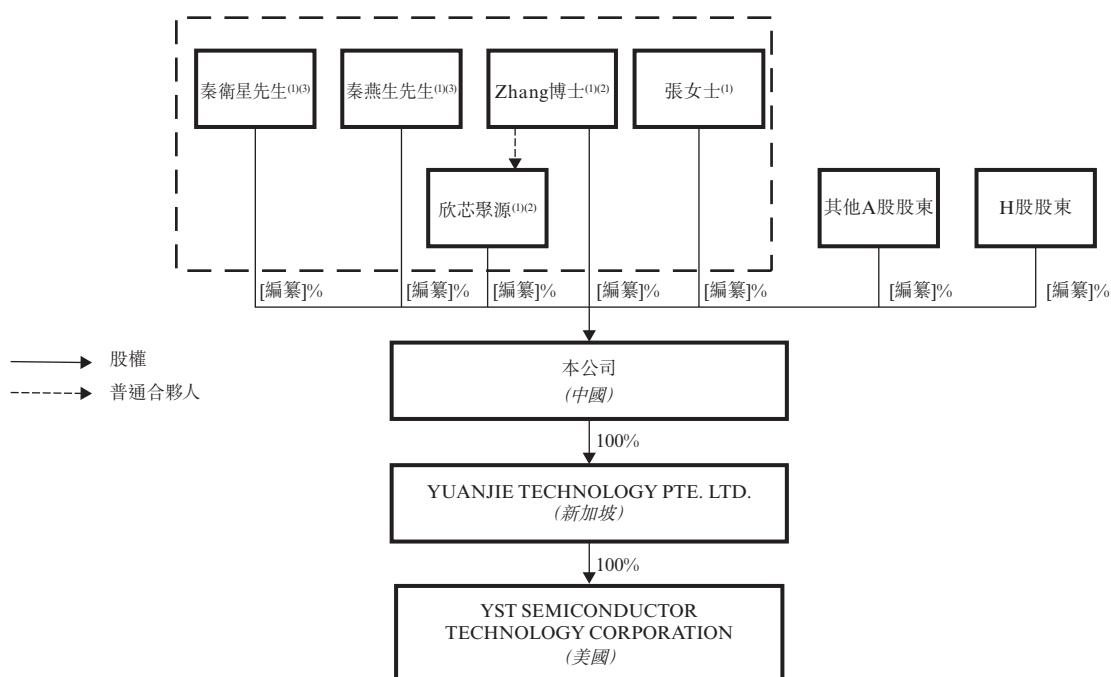 秦衛星先生(1)(3)
秦燕生先生(1)(3)
Zhang博士(1)(2)
張女士(1)
欣芯聚源(1)(2)
其他A股股東
H股股東
[編纂]%
[編纂]%
[編纂]%
[編纂]%
[編纂]%
[編纂]%
[編纂]%
股權
普通合夥人
本公司
(中國)
100%
YUANJIE TECHNOLOGY PTE. LTD.
(新加坡)
100%
YST SEMICONDUCTOR
TECHNOLOGY CORPORATION
(美國)